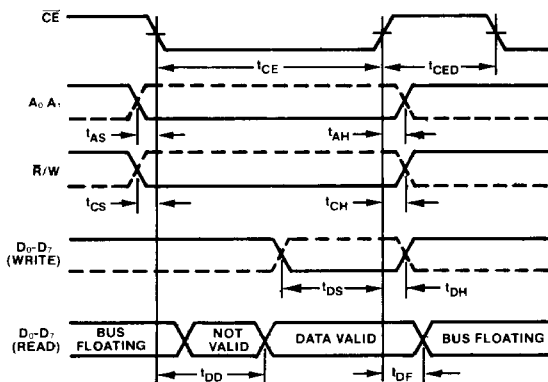 CE
tCE
tCED
A₀ A₁
tAS
tAH
R/W
tCS
tCH
D₀-D₇
(WRITE)
tDS
tDH
D₀-D₇
(READ)
BUS
FLOATING
NOT
VALID
DATA VALID
BUS FLOATING
tDD
tDF